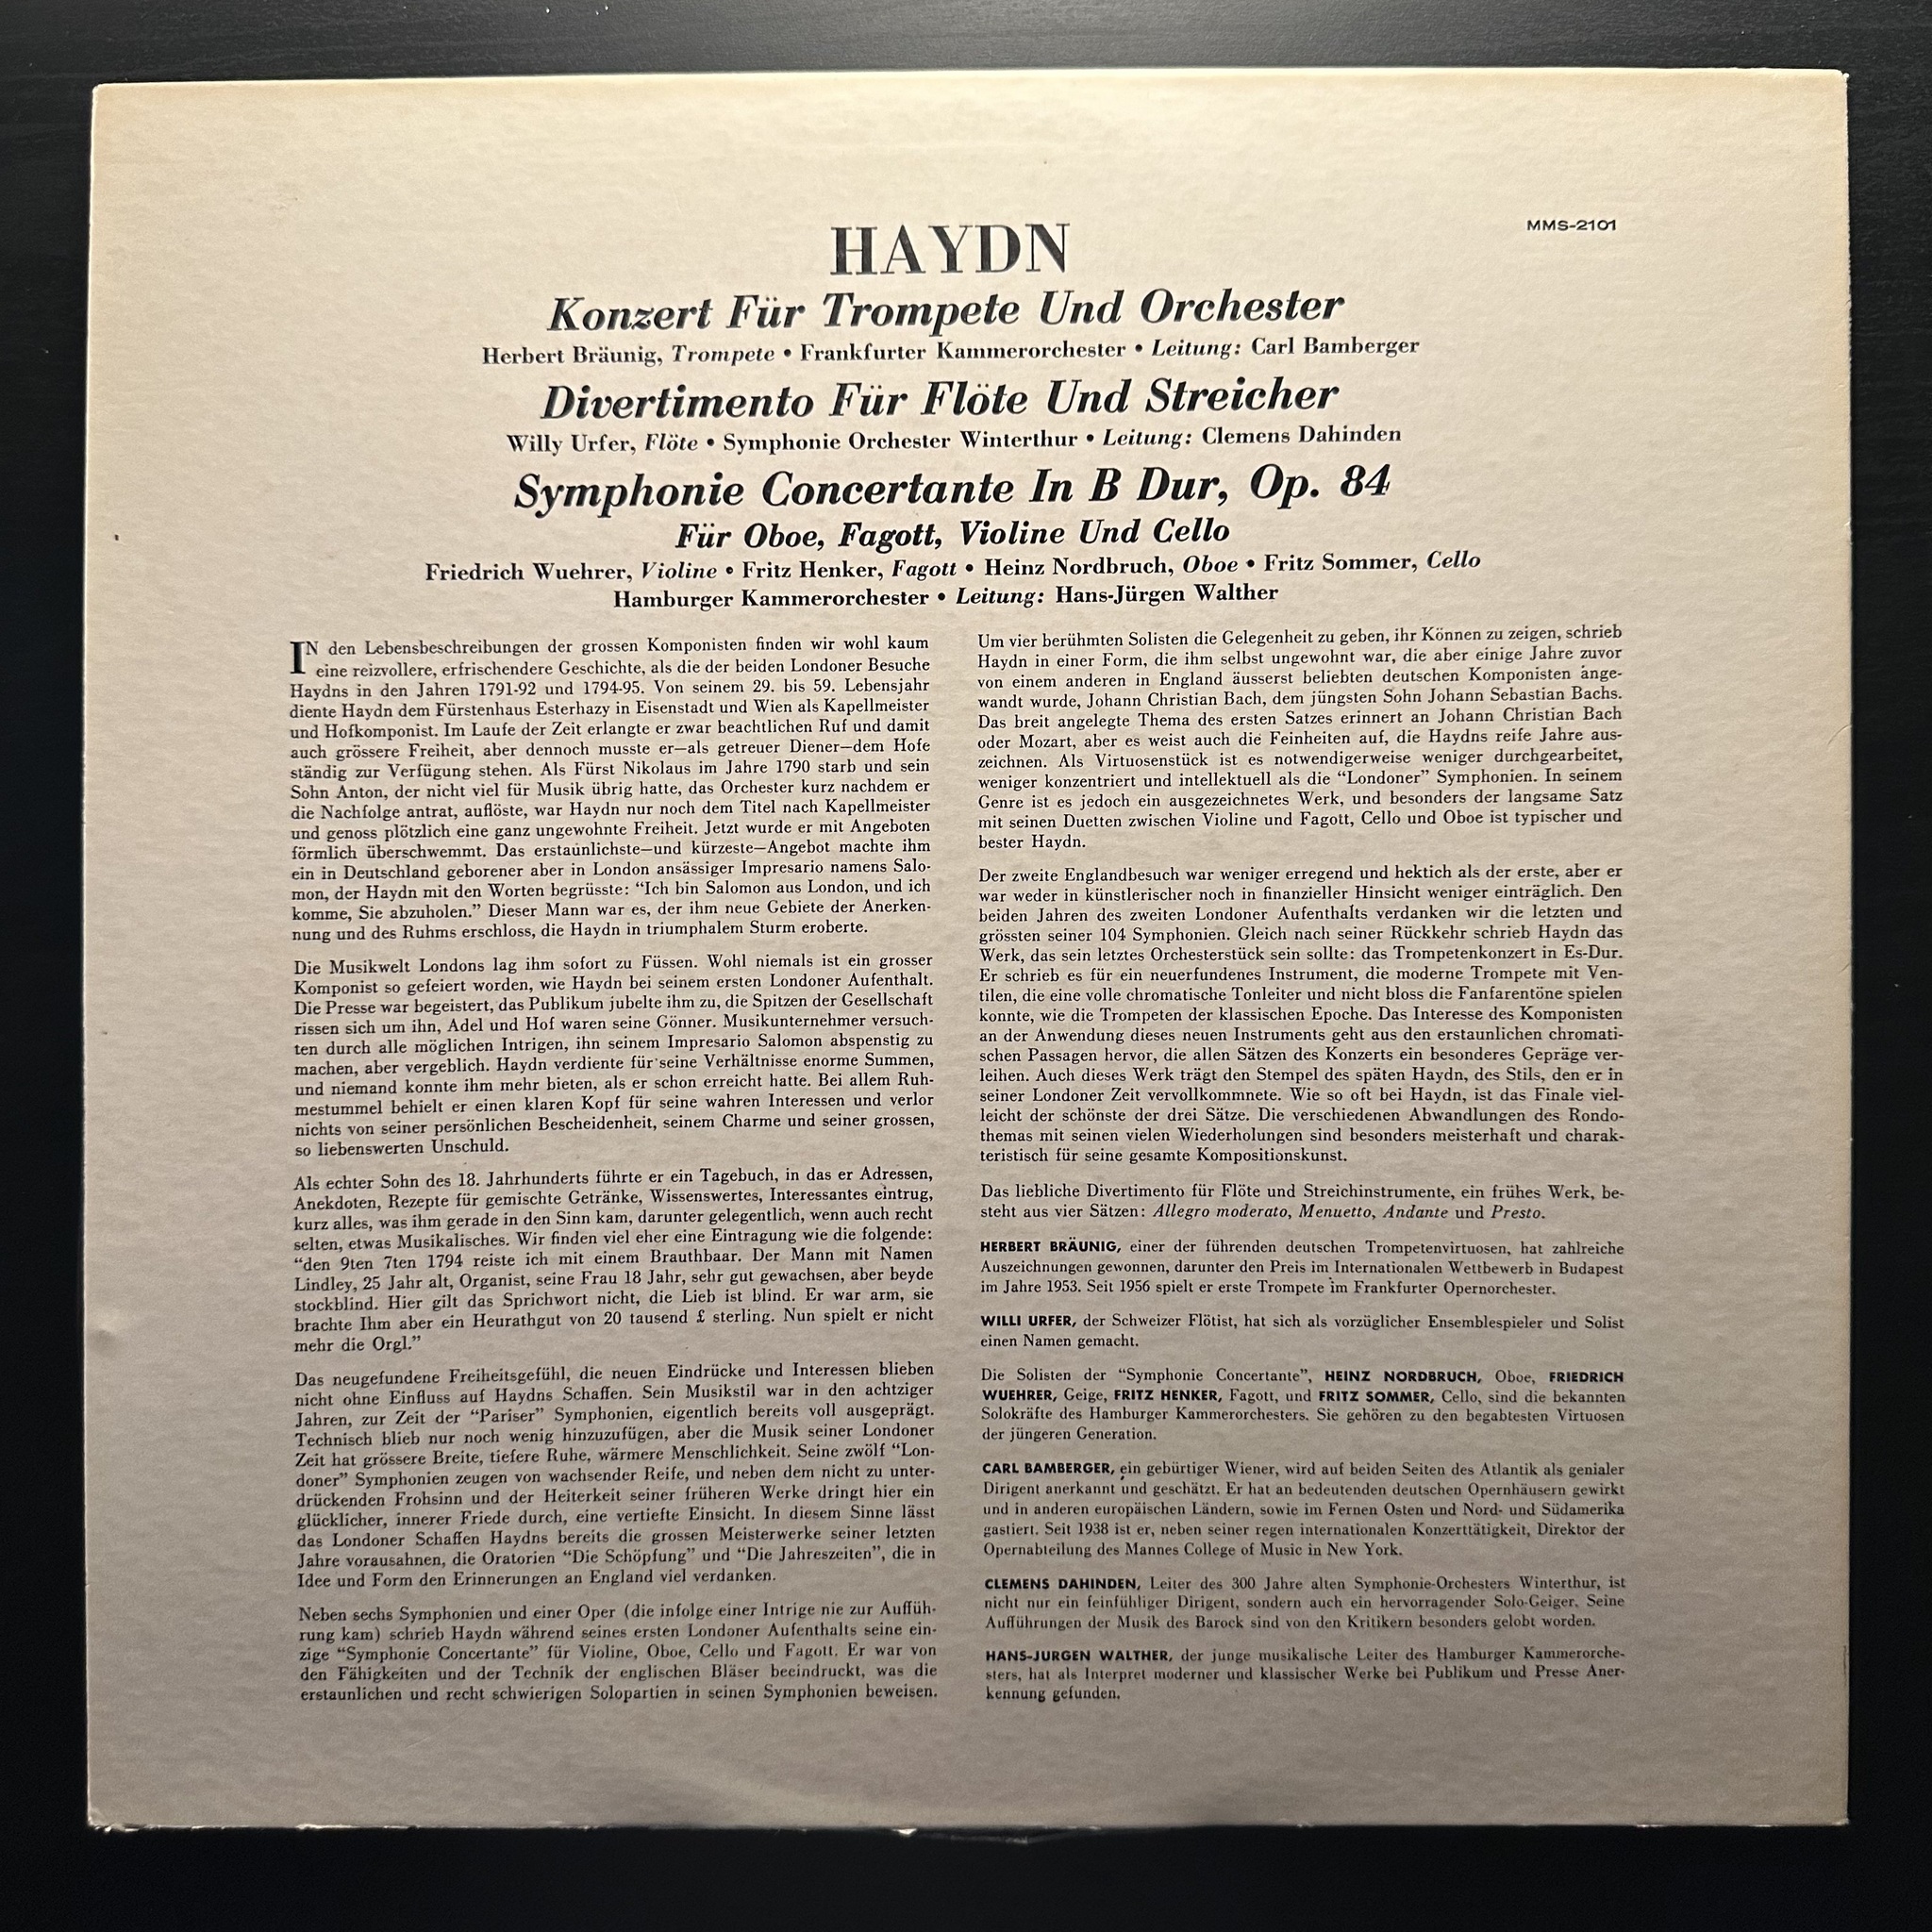 MMS-2101
HAYDN
Konzert Für Trompete Und Orchester
Herbert Bräunig, Trompete • Frankfurter Kammerorchester • Leitung: Carl Bamberger
Divertimento Für Flöte Und Streicher
Willy Urfer, Flöte • Symphonie Orchester Winterthur • Leitung: Clemens Dahinden
Symphonie Concertante In B Dur, Op. 84
Für Oboe, Fagott, Violine Und Cello
Friedrich Wuehrer, Violine • Fritz Henker, Fagott • Heinz Nordbruch, Oboe • Fritz Sommer, Cello
Hamburger Kammerorchester • Leitung: Hans-Jürgen Walther
IN den Lebensbeschreibungen der grossen Komponisten finden wir wohl kaum
eine reizvollere, erfrischendere Geschichte, als die der beiden Londoner Besuche
Haydns in den Jahren 1791-92 und 1794-95. Von seinem 29. bis 59. Lebensjahr
diente Haydn dem Fürstenhaus Esterhazy in Eisenstadt und Wien als Kapellmeister
und Hofkomponist. Im Laufe der Zeit erlangte er zwar beachtlichen Ruf und damit
auch grössere Freiheit, aber dennoch musste er—als getreuer Diener—dem Hofe
ständig zur Verfügung stehen. Als Fürst Nikolaus im Jahre 1790 starb und sein
Sohn Anton, der nicht viel für Musik übrig hatte, das Orchester kurz nachdem er
die Nachfolge antrat, auflöste, war Haydn nur noch dem Titel nach Kapellmeister
und genoss plötzlich eine ganz ungewohnte Freiheit. Jetzt wurde er mit Angeboten
förmlich überschwemmt. Das erstaunlichste—und kürzeste—Angebot machte ihm
ein in Deutschland geborener aber in London ansässiger Impresario namens Salo-
mon, der Haydn mit den Worten begrüsste: “Ich bin Salomon aus London, und ich
komme, Sie abzuholen.” Dieser Mann war es, der ihm neue Gebiete der Anerken-
nung und des Ruhms erschloss, die Haydn in triumphalem Sturm eroberte.
Die Musikwelt Londons lag ihm sofort zu Füssen. Wohl niemals ist ein grosser
Komponist so gefeiert worden, wie Haydn bei seinem ersten Londoner Aufenthalt.
Die Presse war begeistert, das Publikum jubelte ihm zu, die Spitzen der Gesellschaft
rissen sich um ihn, Adel und Hof waren seine Gönner. Musikunternehmer versuch-
ten durch alle möglichen Intrigen, ihn seinem Impresario Salomon abspenstig zu
machen, aber vergeblich. Haydn verdiente für seine Verhältnisse enorme Summen,
und niemand konnte ihm mehr bieten, als er schon erreicht hatte. Bei allem Ruh-
mestummel behielt er einen klaren Kopf für seine wahren Interessen und verlor
nichts von seiner persönlichen Bescheidenheit, seinem Charme und seiner grossen,
so liebenswerten Unschuld.
Als echter Sohn des 18. Jahrhunderts führte er ein Tagebuch, in das er Adressen,
Anekdoten, Rezepte für gemischte Getränke, Wissenswertes, Interessantes eintrug,
kurz alles, was ihm gerade in den Sinn kam, darunter gelegentlich, wenn auch recht
selten, etwas Musikalisches. Wir finden viel eher eine Eintragung wie die folgende:
“den 9ten 7ten 1794 reiste ich mit einem Brauthbaar. Der Mann mit Namen
Lindley, 25 Jahr alt, Organist, seine Frau 18 Jahr, sehr gut gewachsen, aber beyde
stockblind. Hier gilt das Sprichwort nicht, die Lieb ist blind. Er war arm, sie
brachte Ihm aber ein Heurathgut von 20 tausend £ sterling. Nun spielt er nicht
mehr die Orgl.”
Das neugefundene Freiheitsgefühl, die neuen Eindrücke und Interessen blieben
nicht ohne Einfluss auf Haydns Schaffen. Sein Musikstil war in den achtziger
Jahren, zur Zeit der “Pariser” Symphonien, eigentlich bereits voll ausgeprägt.
Technisch blieb nur noch wenig hinzuzufügen, aber die Musik seiner Londoner
Zeit hat grössere Breite, tiefere Ruhe, wärmere Menschlichkeit. Seine zwölf “Lon-
doner” Symphonien zeugen von wachsender Reife, und neben dem nicht zu unter-
drückenden Frohsinn und der Heiterkeit seiner früheren Werke dringt hier ein
glücklicher, innerer Friede durch, eine vertiefte Einsicht. In diesem Sinne lässt
das Londoner Schaffen Haydns bereits die grossen Meisterwerke seiner letzten
Jahre vorausahnen, die Oratorien “Die Schöpfung” und “Die Jahreszeiten”, die in
Idee und Form den Erinnerungen an England viel verdanken.
Neben sechs Symphonien und einer Oper (die infolge einer Intrige nie zur Auffüh-
rung kam) schrieb Haydn während seines ersten Londoner Aufenthalts seine ein-
zige “Symphonie Concertante” für Violine, Oboe, Cello und Fagott. Er war von
den Fähigkeiten und der Technik der englischen Bläser beeindruckt, was die
erstaunlichen und recht schwierigen Solopartien in seinen Symphonien beweisen.
Um vier berühmten Solisten die Gelegenheit zu geben, ihr Können zu zeigen, schrieb
Haydn in einer Form, die ihm selbst ungewohnt war, die aber einige Jahre zuvor
von einem anderen in England äusserst beliebten deutschen Komponisten ange-
wandt wurde, Johann Christian Bach, dem jüngsten Sohn Johann Sebastian Bachs.
Das breit angelegte Thema des ersten Satzes erinnert an Johann Christian Bach
oder Mozart, aber es weist auch die Feinheiten auf, die Haydns reife Jahre aus-
zeichnen. Als Virtuosenstück ist es notwendigerweise weniger durchgearbeitet,
weniger konzentriert und intellektuell als die “Londoner” Symphonien. In seinem
Genre ist es jedoch ein ausgezeichnetes Werk, und besonders der langsame Satz
mit seinen Duetten zwischen Violine und Fagott, Cello und Oboe ist typischer und
bester Haydn.
Der zweite Englandbesuch war weniger erregend und hektisch als der erste, aber er
war weder in künstlerischer noch in finanzieller Hinsicht weniger einträglich. Den
beiden Jahren des zweiten Londoner Aufenthalts verdanken wir die letzten und
grössten seiner 104 Symphonien. Gleich nach seiner Rückkehr schrieb Haydn das
Werk, das sein letztes Orchesterstück sein sollte: das Trompetenkonzert in Es-Dur.
Er schrieb es für ein neuerfundenes Instrument, die moderne Trompete mit Ven-
tilen, die eine volle chromatische Tonleiter und nicht bloss die Fanfarentöne spielen
konnte, wie die Trompeten der klassischen Epoche. Das Interesse des Komponisten
an der Anwendung dieses neuen Instruments geht aus den erstaunlichen chromati-
schen Passagen hervor, die allen Sätzen des Konzerts ein besonderes Gepräge ver-
leihen. Auch dieses Werk trägt den Stempel des späten Haydn, des Stils, den er in
seiner Londoner Zeit vervollkommnete. Wie so oft bei Haydn, ist das Finale viel-
leicht der schönste der drei Sätze. Die verschiedenen Abwandlungen des Rondo-
themas mit seinen vielen Wiederholungen sind besonders meisterhaft und charak-
teristisch für seine gesamte Kompositionskunst.
Das liebliche Divertimento für Flöte und Streichinstrumente, ein frühes Werk, be-
steht aus vier Sätzen: Allegro moderato, Menuetto, Andante und Presto.
HERBERT BRÄUNIG, einer der führenden deutschen Trompetenvirtuosen, hat zahlreiche
Auszeichnungen gewonnen, darunter den Preis im Internationalen Wettbewerb in Budapest
im Jahre 1953. Seit 1956 spielt er erste Trompete im Frankfurter Opernorchester.
WILLI URFER, der Schweizer Flötist, hat sich als vorzüglicher Ensemblespieler und Solist
einen Namen gemacht.
Die Solisten der “Symphonie Concertante”, HEINZ NORDBRUCH, Oboe, FRIEDRICH
WUEHRER, Geige, FRITZ HENKER, Fagott, und FRITZ SOMMER, Cello, sind die bekannten
Solokräfte des Hamburger Kammerorchesters. Sie gehören zu den begabtesten Virtuosen
der jüngeren Generation.
CARL BAMBERGER, ein gebürtiger Wiener, wird auf beiden Seiten des Atlantik als genialer
Dirigent anerkannt und geschätzt. Er hat an bedeutenden deutschen Opernhäusern gewirkt
und in anderen europäischen Ländern, sowie im Fernen Osten und Nord- und Südamerika
gastiert. Seit 1938 ist er, neben seiner regen internationalen Konzerttätigkeit, Direktor der
Opernabteilung des Mannes College of Music in New York.
CLEMENS DAHINDEN, Leiter des 300 Jahre alten Symphonie-Orchesters Winterthur, ist
nicht nur ein feinfühliger Dirigent, sondern auch ein hervorragender Solo-Geiger. Seine
Aufführungen der Musik des Barock sind von den Kritikern besonders gelobt worden.
HANS-JURGEN WALTHER, der junge musikalische Leiter des Hamburger Kammerorche-
sters, hat als Interpret moderner und klassischer Werke bei Publikum und Presse Aner-
kennung gefunden.